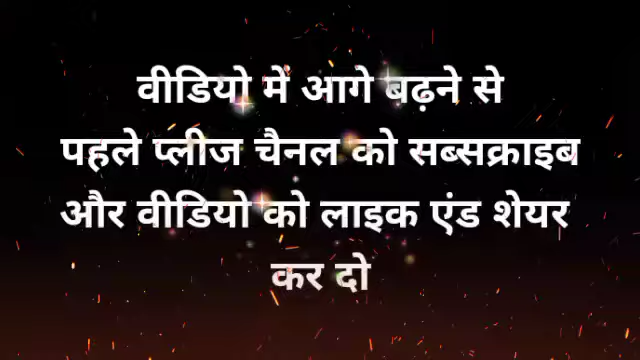 वीडियो में आगे बढ़ने से
पहले प्लीज चैनल को सब्सक्राइब
और वीडियो को लाइक एंड शेयर
कर दो